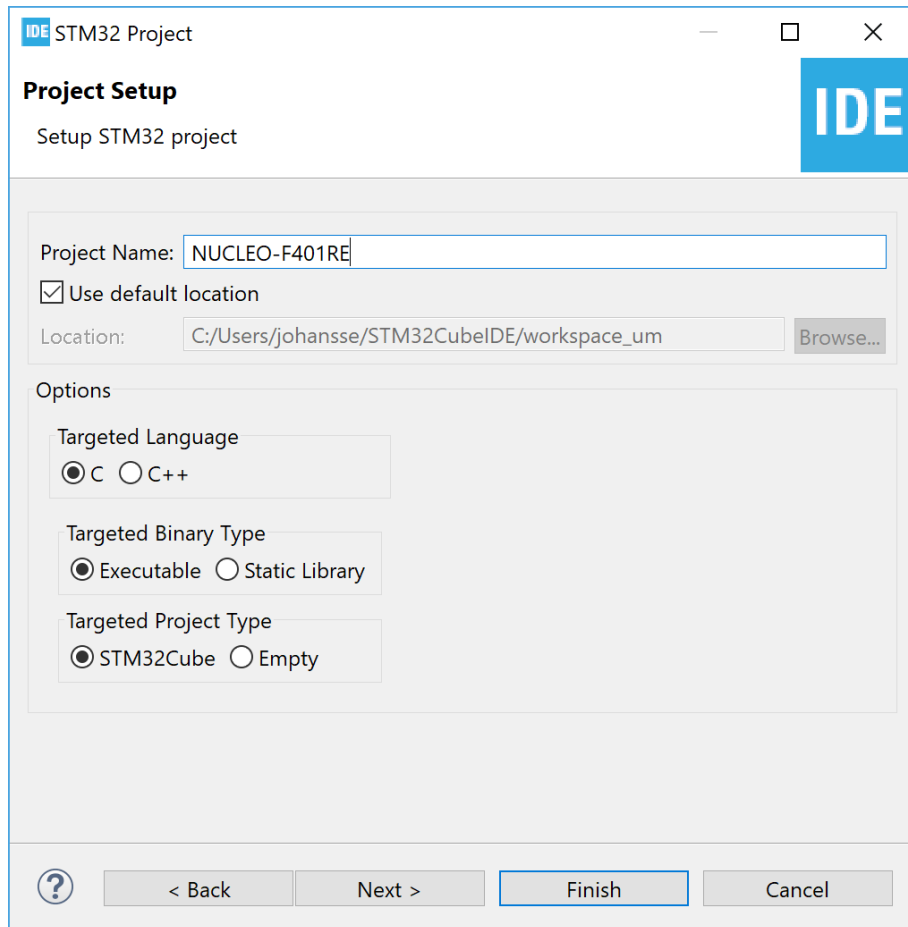 IDE STM32 Project
Project Setup
Setup STM32 project
IDE
Project Name: NUCLEO-F401RE
Use default location
Location: C:/Users/johansse/STM32CubeIDE/workspace_um Browse...
Options
Targeted Language
C C++
Targeted Binary Type
Executable Static Library
Targeted Project Type
STM32Cube Empty
? < Back Next > Finish Cancel